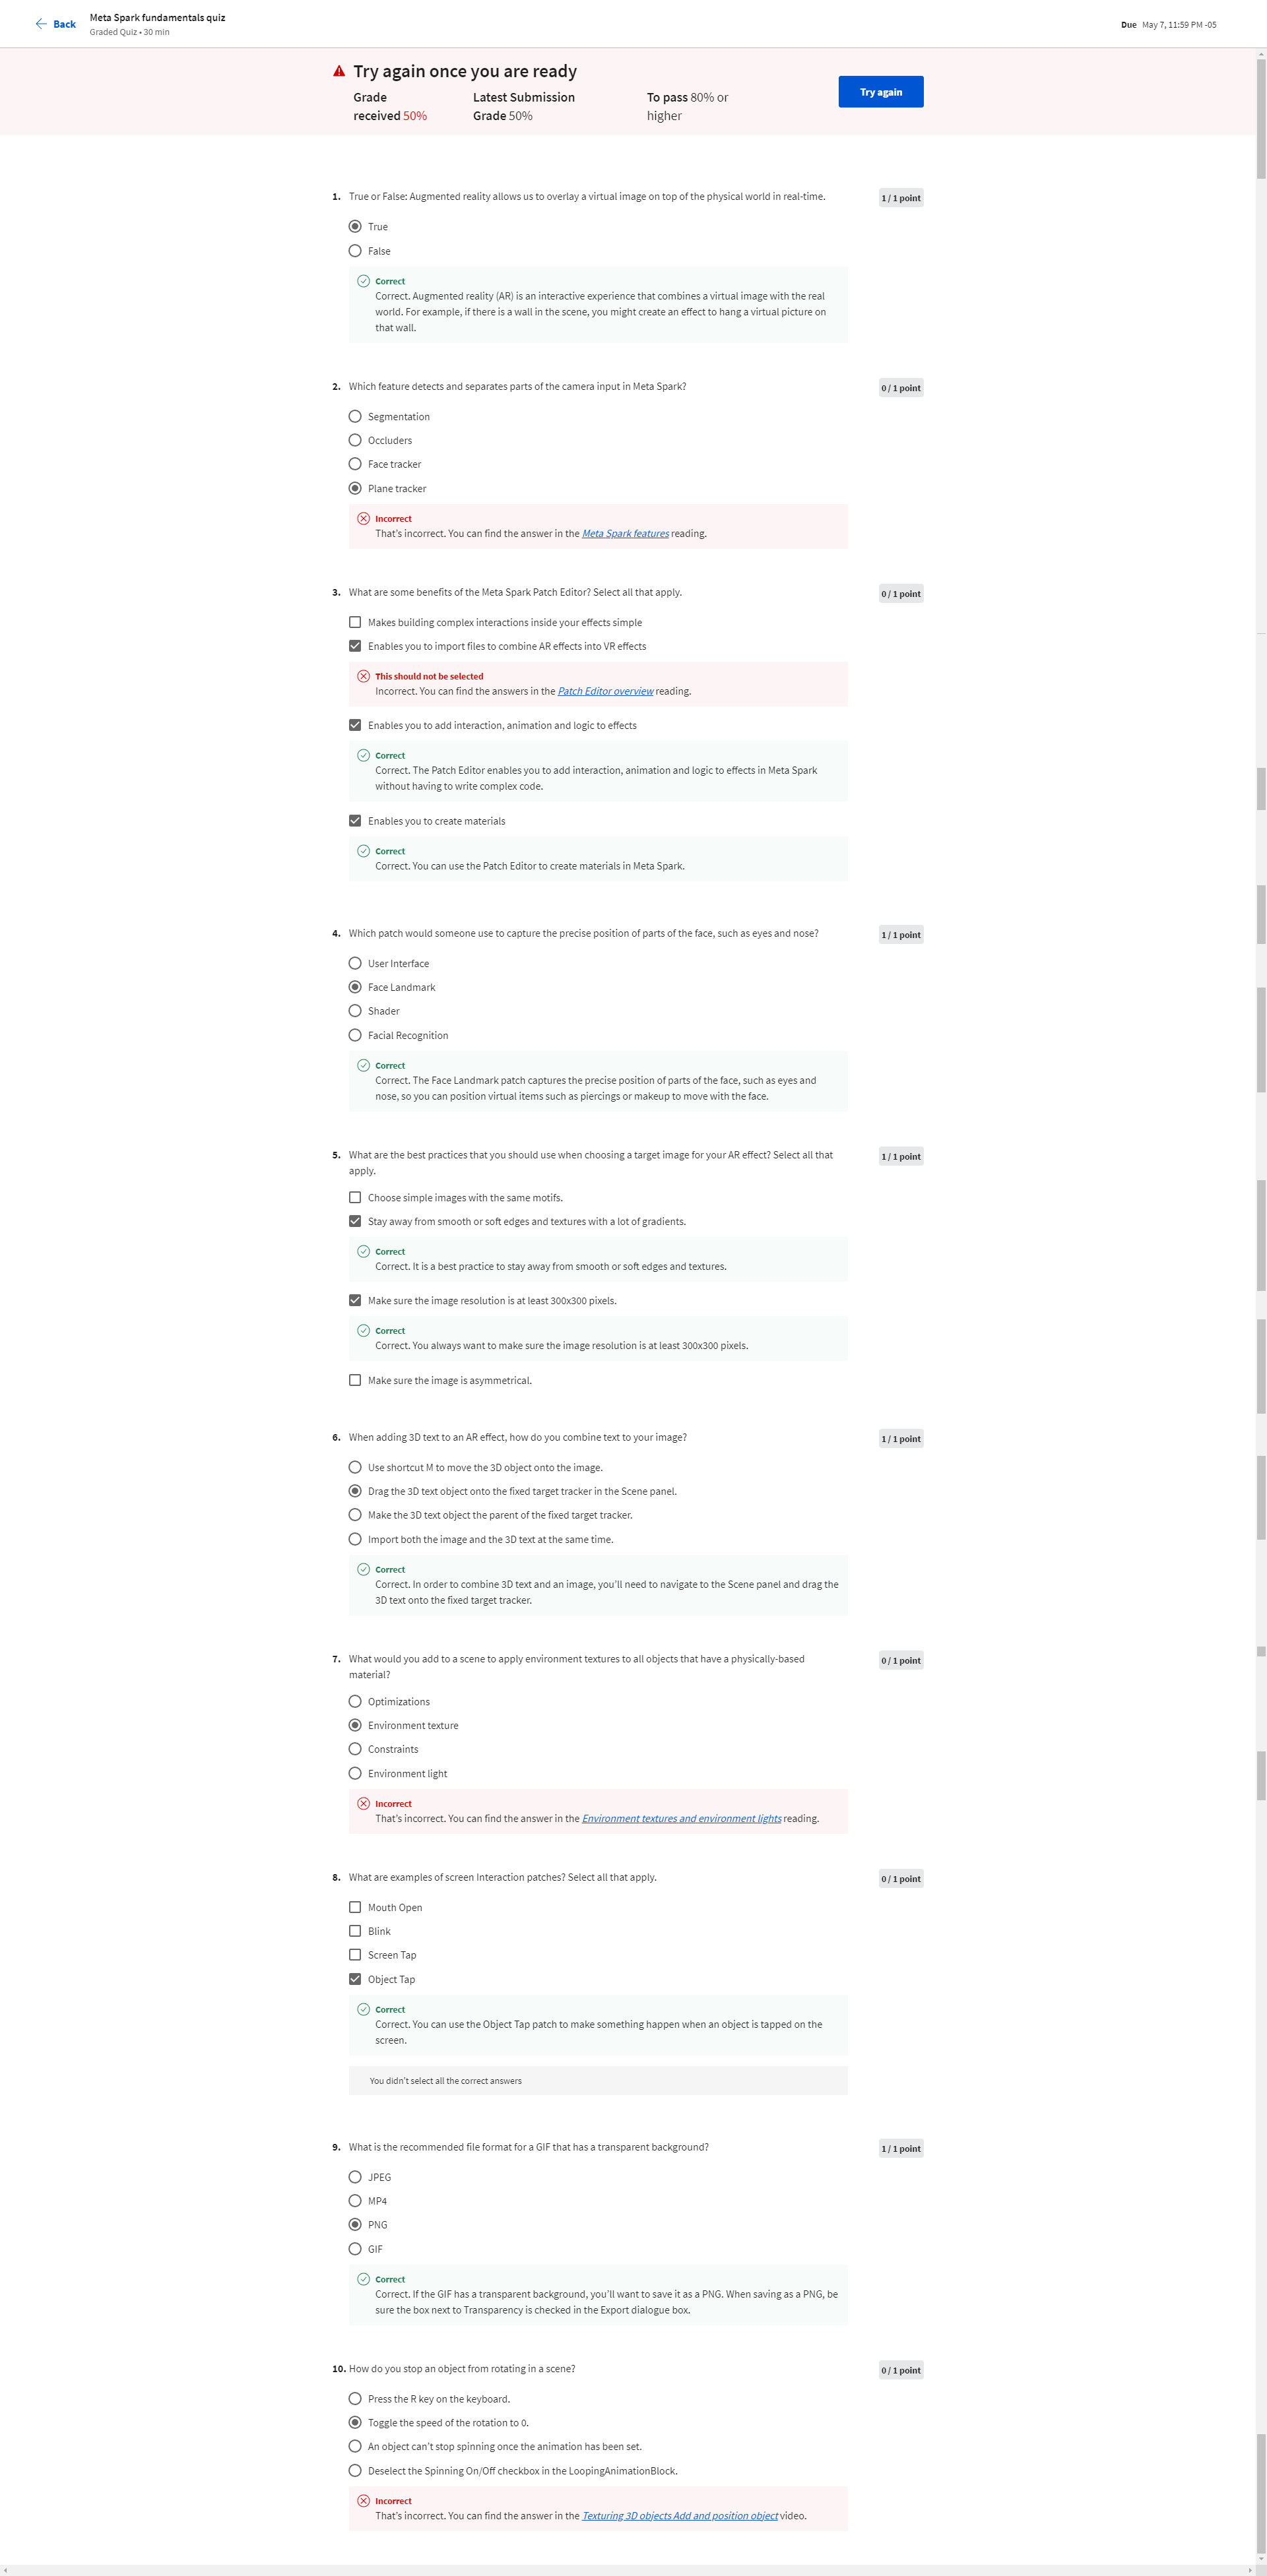 Back
Meta Spark fundamentals quiz
Graded Quiz • 30 min
Due May 7, 11:59 PM -05
Try again once you are ready
Grade
received 50%
Latest Submission
Grade 50%
To pass 80% or
higher
Try again
1. True or False: Augmented reality allows us to overlay a virtual image on top of the physical world in real-time.
1 / 1 point
True
False
Correct
Correct. Augmented reality (AR) is an interactive experience that combines a virtual image with the real
world. For example, if there is a wall in the scene, you might create an effect to hang a virtual picture on
that wall.
2. Which feature detects and separates parts of the camera input in Meta Spark?
0 / 1 point
Segmentation
Occluders
Face tracker
Plane tracker
Incorrect
That's incorrect. You can find the answer in the Meta Spark features reading.
3. What are some benefits of the Meta Spark Patch Editor? Select all that apply.
0 / 1 point
Makes building complex interactions inside your effects simple
Enables you to import files to combine AR effects into VR effects
This should not be selected
Incorrect. You can find the answers in the Patch Editor overview reading.
Enables you to add interaction, animation and logic to effects
Correct
Correct. The Patch Editor enables you to add interaction, animation and logic to effects in Meta Spark
without having to write complex code.
Enables you to create materials
Correct
Correct. You can use the Patch Editor to create materials in Meta Spark.
4. Which patch would someone use to capture the precise position of parts of the face, such as eyes and nose?
1 / 1 point
User Interface
Face Landmark
Shader
Facial Recognition
Correct
Correct. The Face Landmark patch captures the precise position of parts of the face, such as eyes and
nose, so you can position virtual items such as piercings or makeup to move with the face.
5. What are the best practices that you should use when choosing a target image for your AR effect? Select all that
apply.
1 / 1 point
Choose simple images with the same motifs.
Stay away from smooth or soft edges and textures with a lot of gradients.
Correct
Correct. It is a best practice to stay away from smooth or soft edges and textures.
Make sure the image resolution is at least 300x300 pixels.
Correct
Correct. You always want to make sure the image resolution is at least 300x300 pixels.
Make sure the image is asymmetrical.
6. When adding 3D text to an AR effect, how do you combine text to your image?
1 / 1 point
Use shortcut M to move the 3D object onto the image.
Drag the 3D text object onto the fixed target tracker in the Scene panel.
Make the 3D text object the parent of the fixed target tracker.
Import both the image and the 3D text at the same time.
Correct
Correct. In order to combine 3D text and an image, you'll need to navigate to the Scene panel and drag the
3D text onto the fixed target tracker.
7. What would you add to a scene to apply environment textures to all objects that have a physically-based
material?
0 / 1 point
Optimizations
Environment texture
Constraints
Environment light
Incorrect
That's incorrect. You can find the answer in the Environment textures and environment lights reading.
8. What are examples of screen Interaction patches? Select all that apply.
0 / 1 point
Mouth Open
Blink
Screen Tap
Object Tap
Correct
Correct. You can use the Object Tap patch to make something happen when an object is tapped on the
screen.
You didn't select all the correct answers
9. What is the recommended file format for a GIF that has a transparent background?
1 / 1 point
JPEG
MP4
PNG
GIF
Correct
Correct. If the GIF has a transparent background, you'll want to save it as a PNG. When saving as a PNG, be
sure the box next to Transparency is checked in the Export dialogue box.
10. How do you stop an object from rotating in a scene?
0 / 1 point
Press the R key on the keyboard.
Toggle the speed of the rotation to 0.
An object can't stop spinning once the animation has been set.
Deselect the Spinning On/Off checkbox in the LoopingAnimationBlock.
Incorrect
That's incorrect. You can find the answer in the Texturing 3D objects Add and position object video.